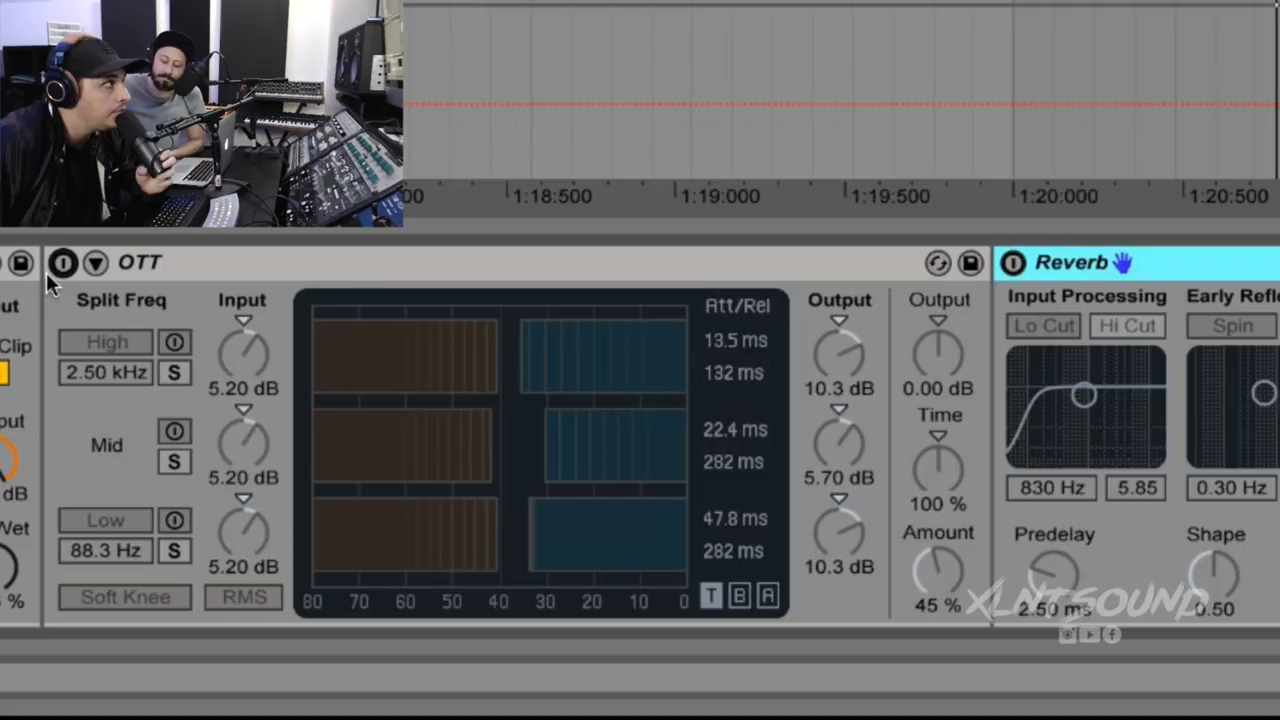 00
1:18:500
1:19:000
1:19:500
1:20:000
1:20:500
OTT
Reverb
ut
Clip
put
dB
Wet
%
Split Freq
High
2.50 kHz
S
Mid
S
Low
88.3 Hz
S
Soft Knee
Input
5.20 dB
5.20 dB
5.20 dB
RMS
80 70 60 50 40 30 20 10 0
Att/Rel
13.5 ms
132 ms
22.4 ms
282 ms
47.8 ms
282 ms
T B A
Output
10.3 dB
5.70 dB
10.3 dB
Output
0.00 dB
Time
100 %
Amount
45 %
Input Processing
Lo Cut Hi Cut
830 Hz 5.85
Predelay
2.50 ms
Early Refle
Spin
0.30 Hz
Shape
0.50
XLNTSOUND